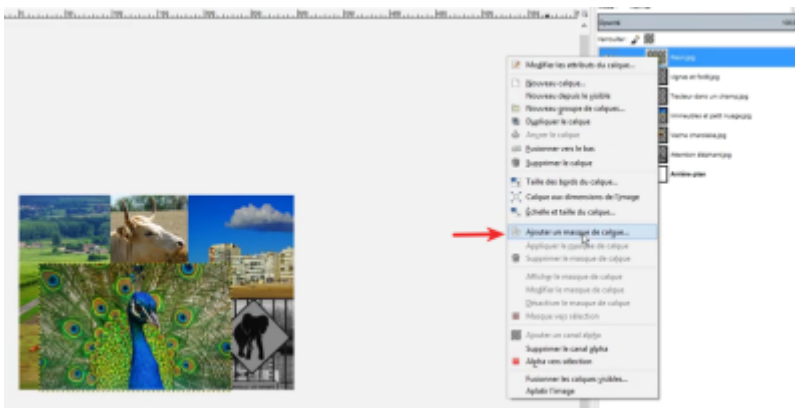 Opacité
Verrouiller :
Paon.jpg
vignes et forêt.jpg
Tracteur dans un champ.jpg
Immeubles et petit nuage.jpg
Vache charolaise.jpg
Attention éléphant.jpg
Arrière-plan
Modifier les attributs du calque...
Nouveau calque...
Nouveau depuis le visible
Nouveau groupe de calques...
Dupliquer le calque
Ancrer le calque
Fusionner vers le bas
Supprimer le calque
Taille des bords du calque...
Calque aux dimensions de l'image
Échelle et taille du calque...
Ajouter un masque de calque...
Appliquer le masque de calque
Supprimer le masque de calque
Afficher le masque de calque
Modifier le masque de calque
Désactiver le masque de calque
Masque vers sélection
Ajouter un canal alpha
Supprimer le canal alpha
Alpha vers sélection
Fusionner les calques visibles...
Aplatir l'image